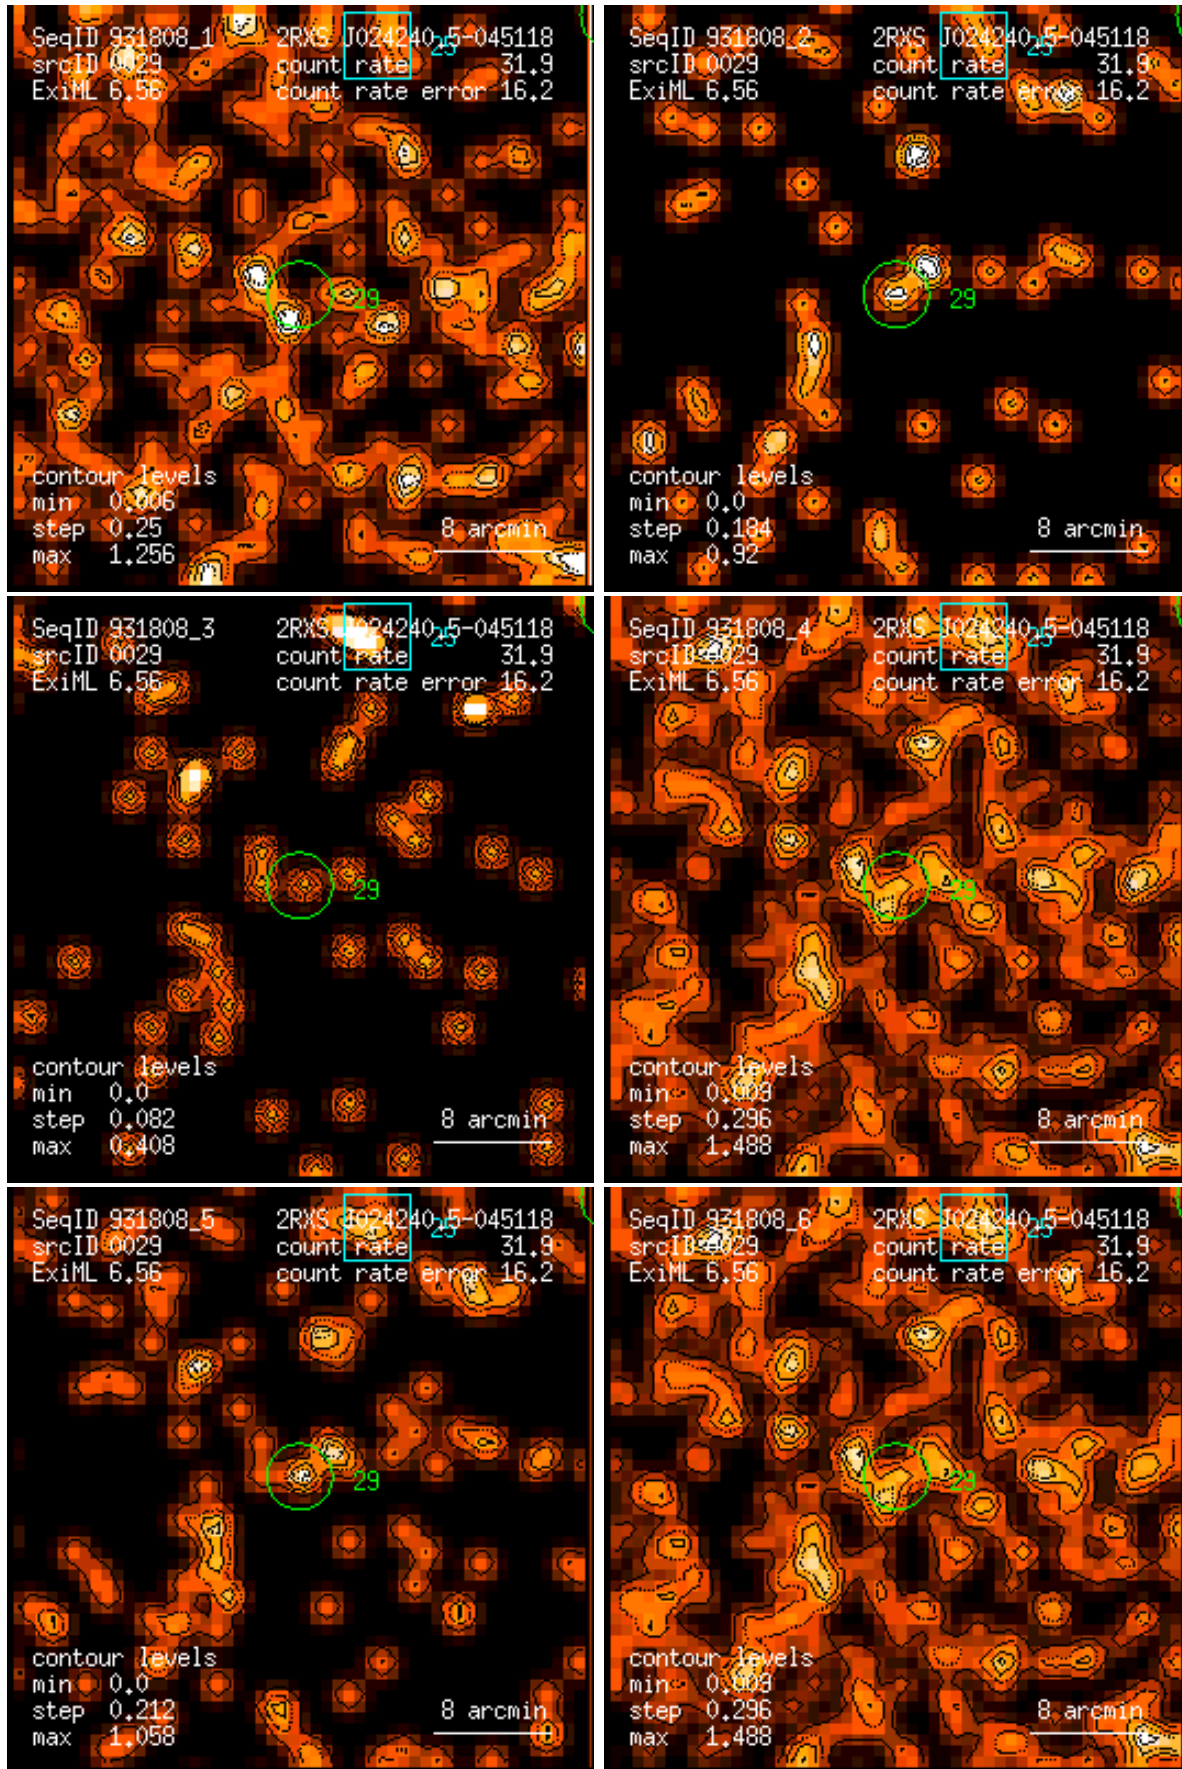 SeqID 931808_1 2RXS J024240.5-045118
srcID 0029 count rate 31.9
ExiML 6.56 count rate error 16.2
25
29
contour levels
min 0.006
step 0.25 8 arcmin
max 1.256
SeqID 931808_2 2RXS J024240.5-045118
srcID 0029 count rate 31.9
ExiML 6.56 count rate error 16.2
25
29
contour levels
min 0.0
step 0.184 8 arcmin
max 0.92
SeqID 931808_3 2RXS J024240.5-045118
srcID 0029 count rate 31.9
ExiML 6.56 count rate error 16.2
25
29
contour levels
min 0.0
step 0.082 8 arcmin
max 0.408
SeqID 931808_4 2RXS J024240.5-045118
srcID 0029 count rate 31.9
ExiML 6.56 count rate error 16.2
25
29
contour levels
min 0.009
step 0.296 8 arcmin
max 1.488
SeqID 931808_5 2RXS J024240.5-045118
srcID 0029 count rate 31.9
ExiML 6.56 count rate error 16.2
25
29
contour levels
min 0.0
step 0.212 8 arcmin
max 1.058
SeqID 931808_6 2RXS J024240.5-045118
srcID 0029 count rate 31.9
ExiML 6.56 count rate error 16.2
25
29
contour levels
min 0.009
step 0.296 8 arcmin
max 1.488